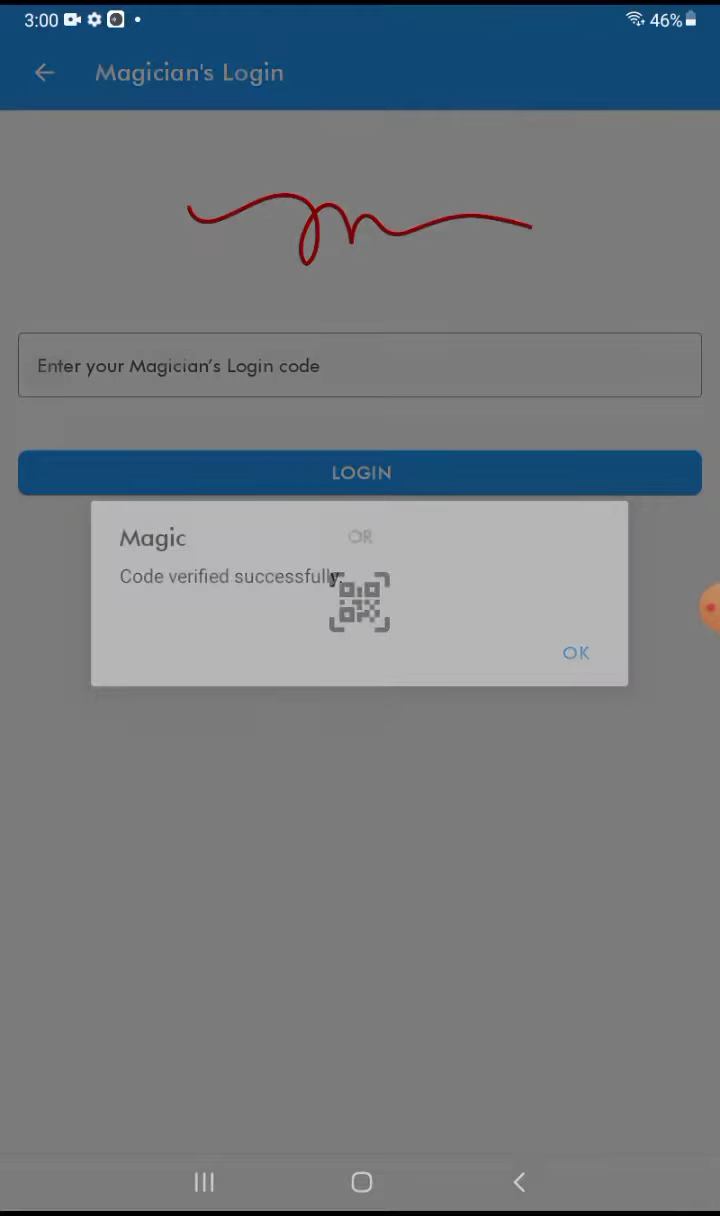 3:00
46%
Magician's Login
Enter your Magician's Login code
LOGIN
OR
Magic
Code verified successfully.
OK